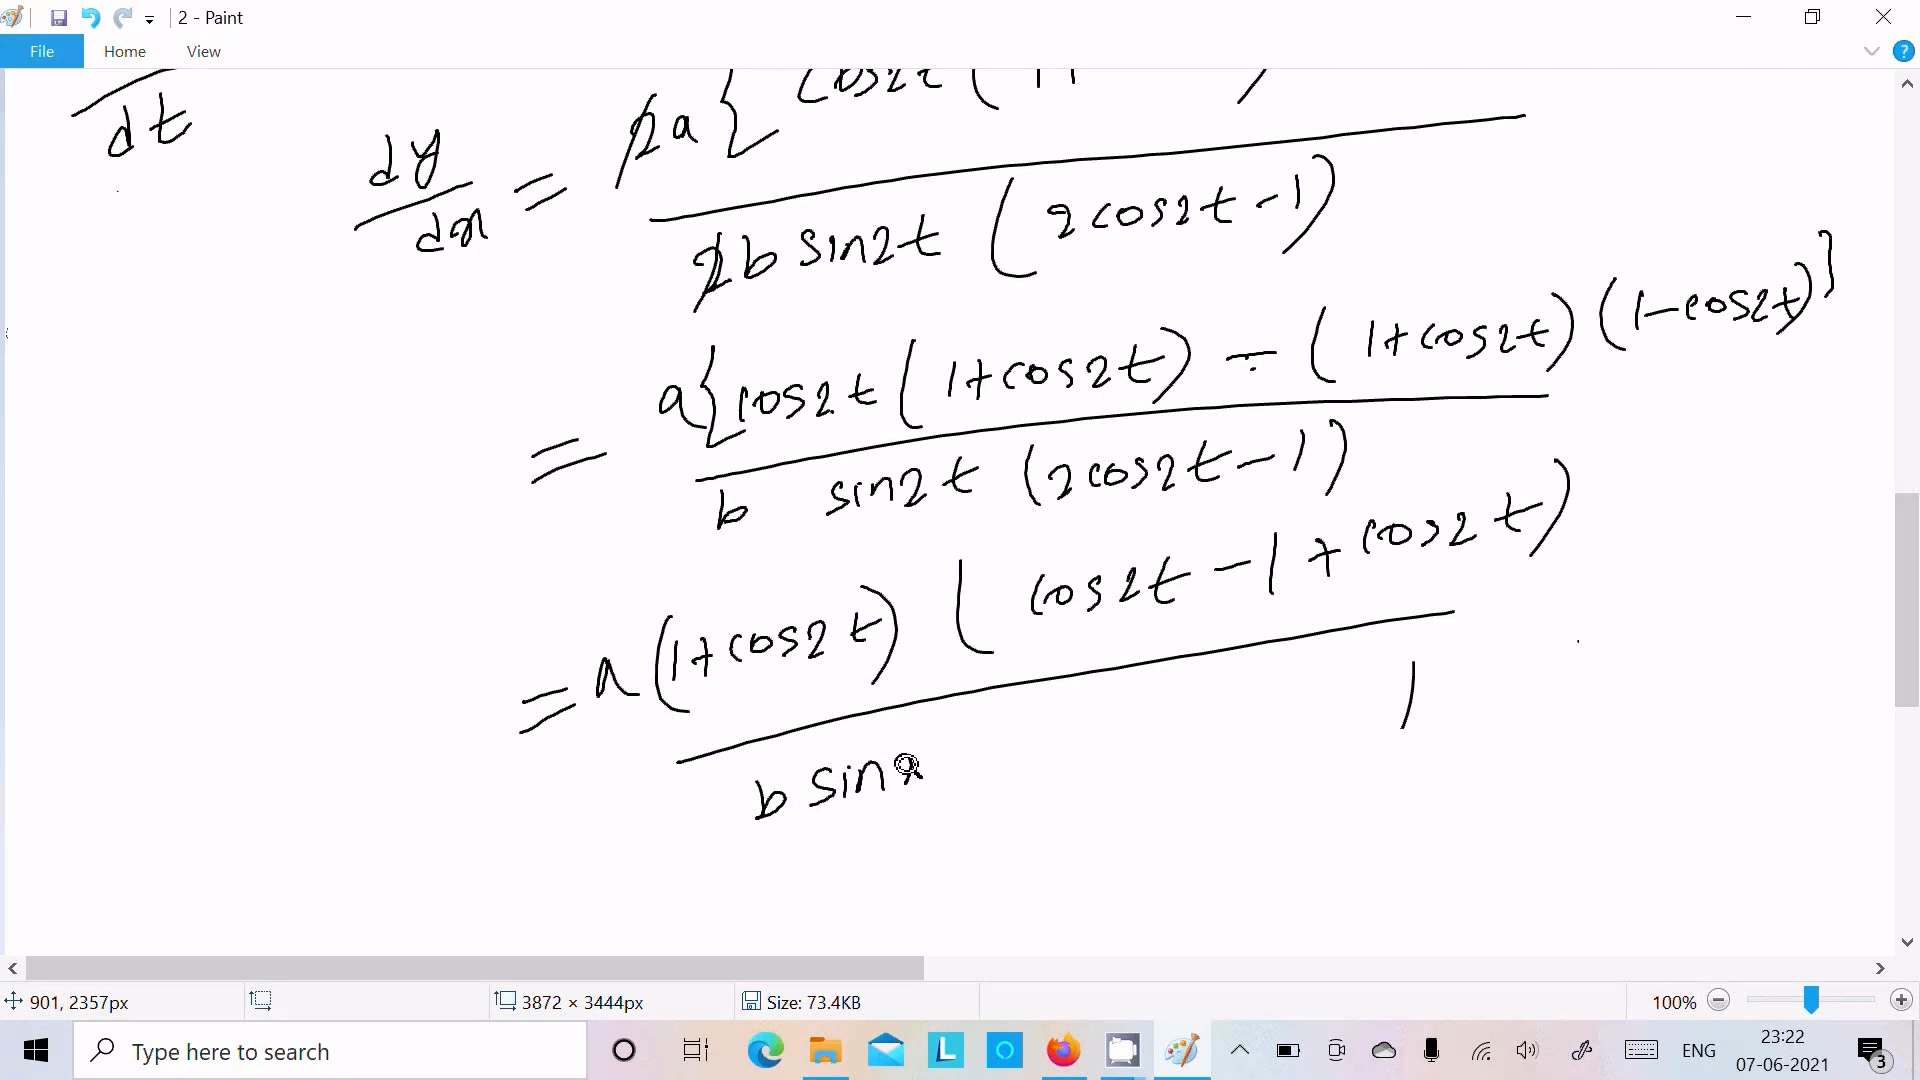 2 - Paint
File Home View
dt
dy/dx = 2a{cos2t(1+
2b sin2t (2cos2t-1)
= a{cos2t(1+cos2t) - (1+cos2t)(1-cos2t)}
b sin2t (2cos2t-1)
= a(1+cos2t) (cos2t-1+cos2t)
b sin2
901, 2357px 3872 × 3444px Size: 73.4KB 100%
Type here to search ENG 23:22
07-06-2021 3